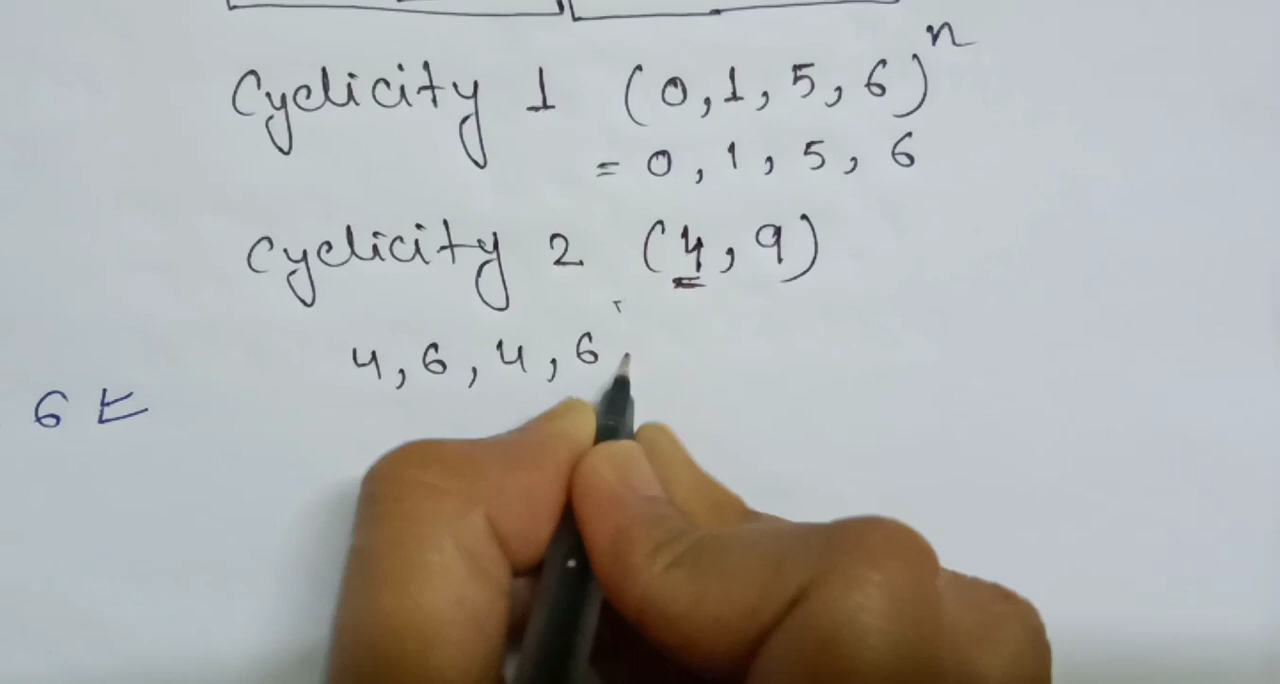 Cyclicity 1 (0,1,5,6)ⁿ
= 0,1,5,6
Cyclicity 2 (4,9)
4,6,4,6
6